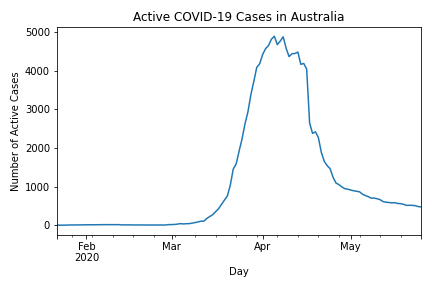 Active COVID-19 Cases in Australia
Number of Active Cases
5000
4000
3000
2000
1000
0
Feb Mar Apr May
2020
Day